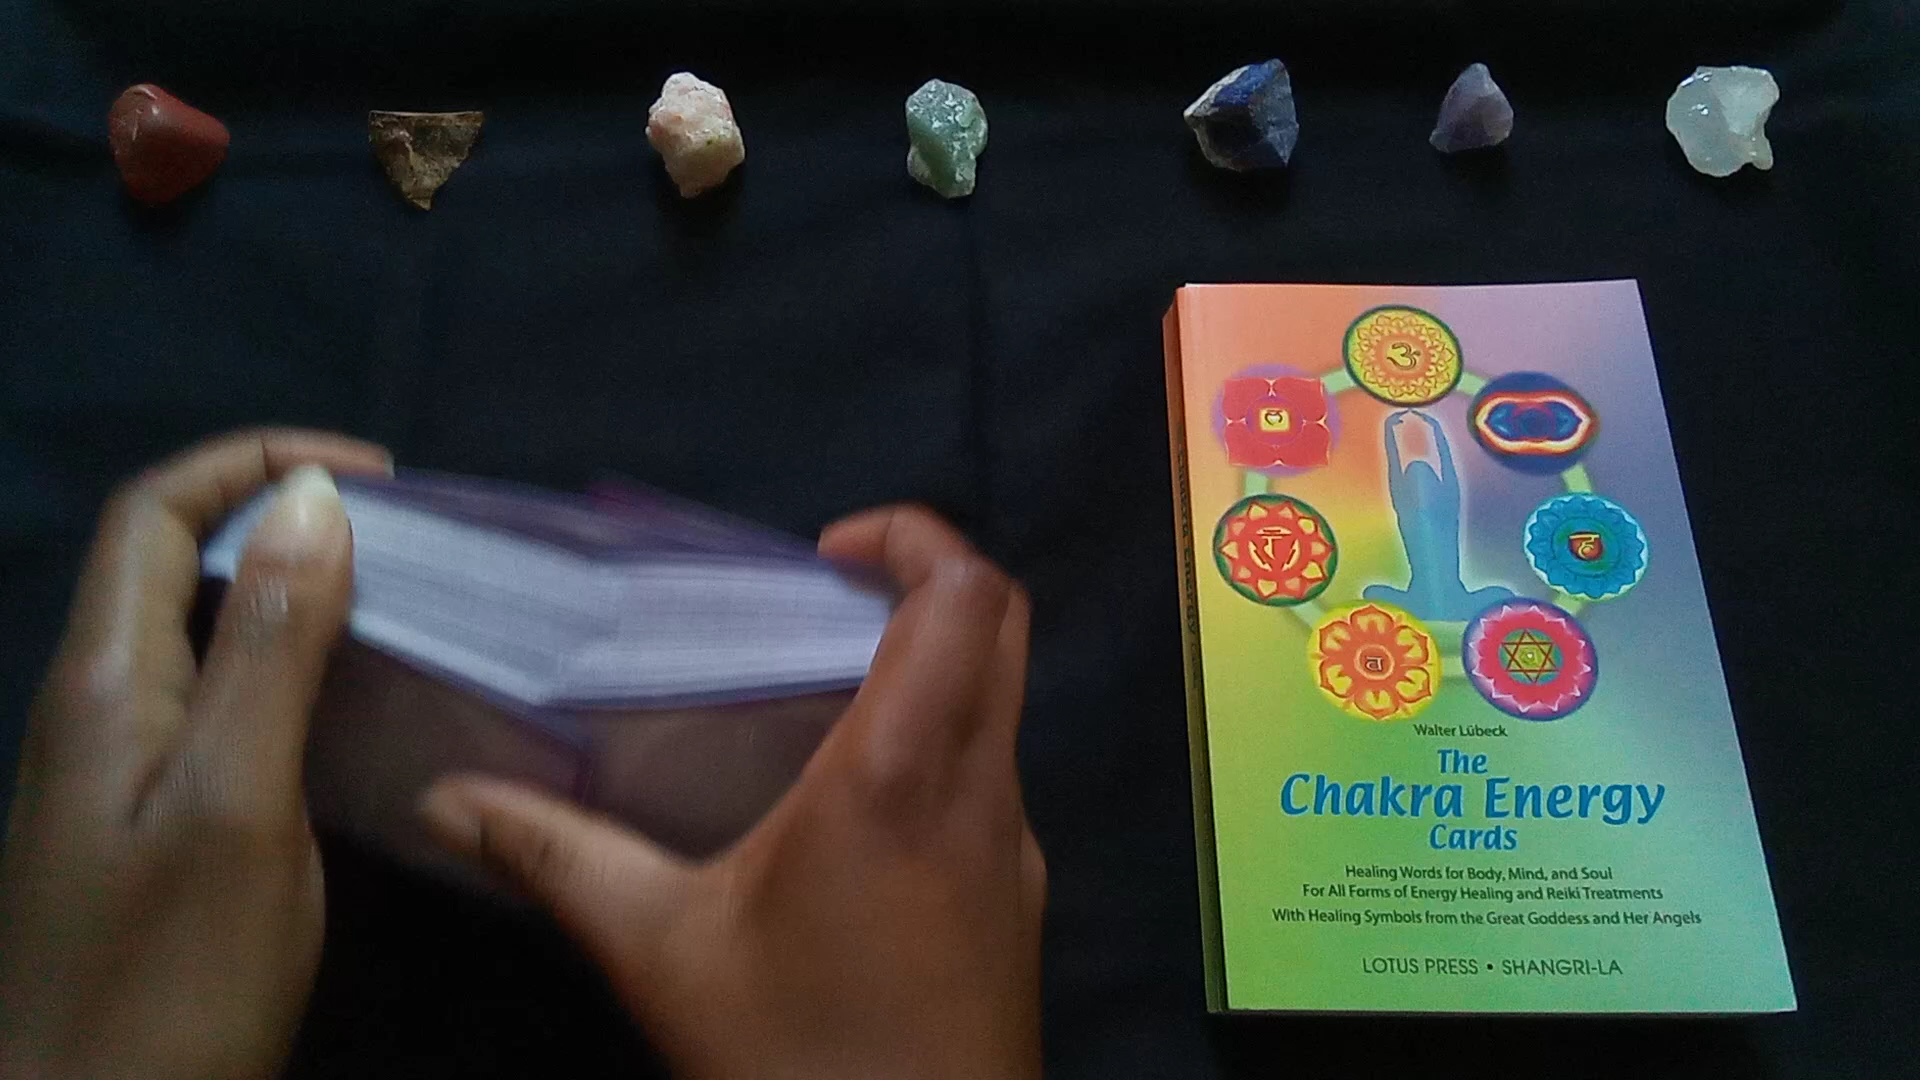 ॐ
लं
हं
रं
वं
Walter Lübeck
The
Chakra Energy
Cards
Healing Words for Body, Mind, and Soul
For All Forms of Energy Healing and Reiki Treatments
With Healing Symbols from the Great Goddess and Her Angels
LOTUS PRESS • SHANGRI-LA